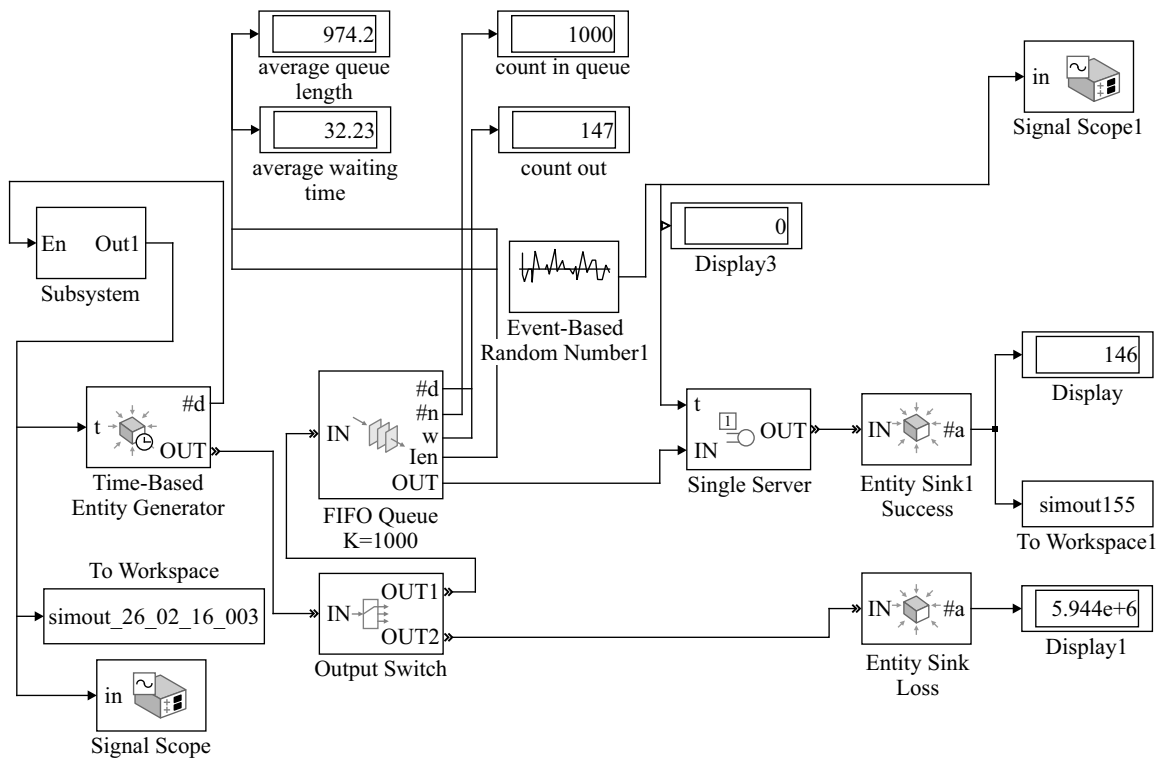 974.2
average queue
length
1000
count in queue
in
Signal Scope1
32.23
average waiting
time
147
count out
En Out1
Subsystem
0
Display3
Event-Based
Random Number1
146
Display
#d
t
OUT
Time-Based
Entity Generator
#d
#n
IN
w
Ien
OUT
FIFO Queue
K=1000
t
1
OUT
IN
Single Server
IN #a
Entity Sink1
Success
simout155
To Workspace1
To Workspace
simout_26_02_16_003
OUT1
IN
OUT2
Output Switch
IN #a
Entity Sink
Loss
5.944e+6
Display1
in
Signal Scope